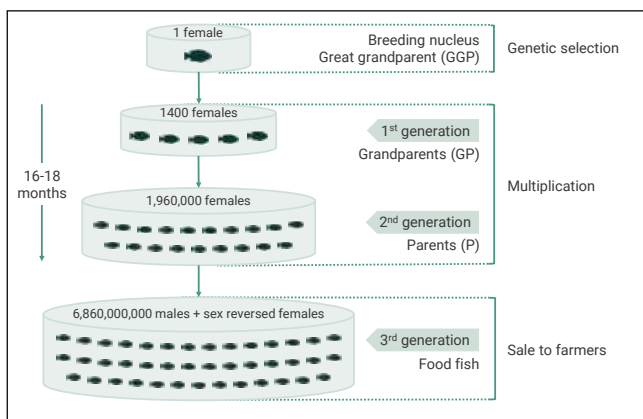 1 female
Breeding nucleus
Great grandparent (GGP)
Genetic selection
1400 females
1st generation
Grandparents (GP)
16-18
months
Multiplication
1,960,000 females
2nd generation
Parents (P)
6,860,000,000 males + sex reversed females
3rd generation
Food fish
Sale to farmers